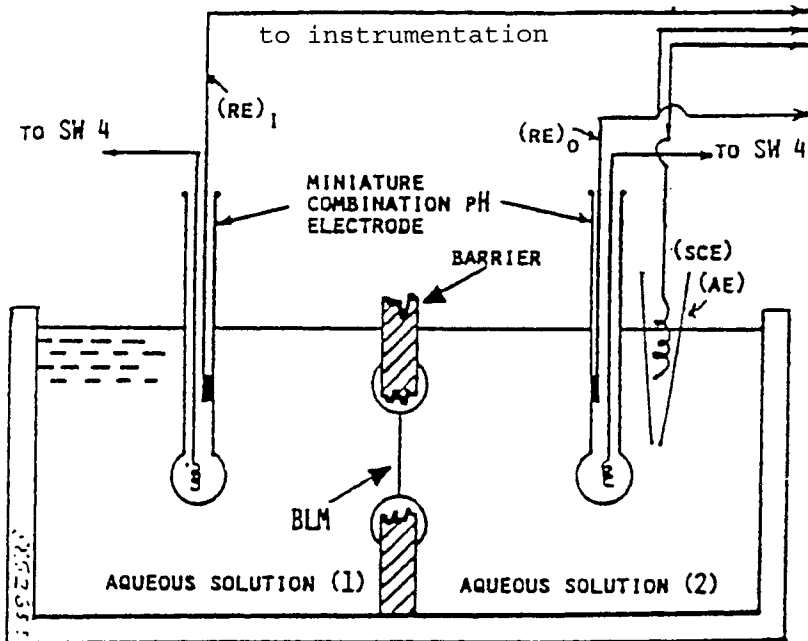 to instrumentation
(RE)I
(RE)O
TO SW 4
TO SW 4
MINIATURE
COMBINATION pH
ELECTRODE
BARRIER
(SCE)
(AE)
BLM
AQUEOUS SOLUTION (1)
AQUEOUS SOLUTION (2)